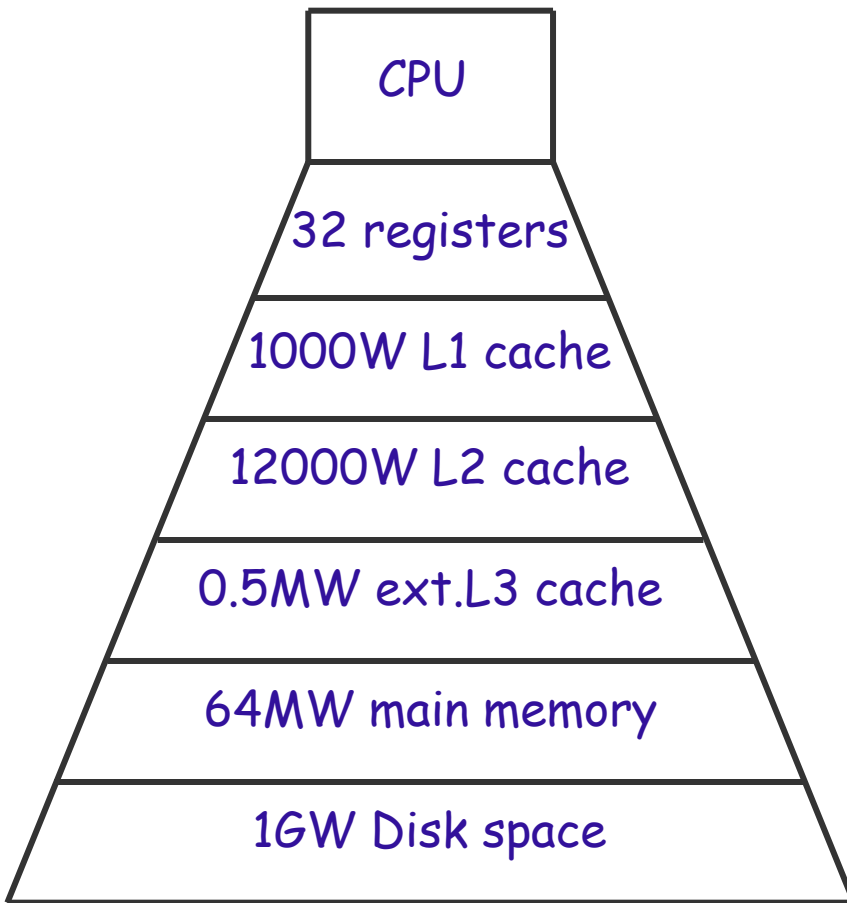 CPU
32 registers
1000W L1 cache
12000W L2 cache
0.5MW ext.L3 cache
64MW main memory
1GW Disk space